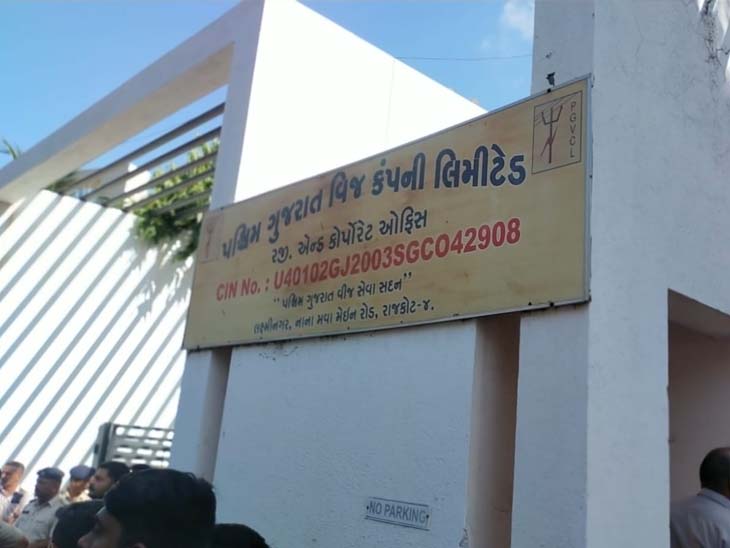 પશ્ચિમ ગુજરાત વિજ કંપની લિમીટેડ
PGVCL
રજી. એન્ડ કોર્પોરેટ ઓફિસ
CIN No. : U40102GJ2003SGC042908
"પશ્ચિમ ગુજરાત વીજ સેવા સદન"
લક્ષ્મીનગર, નાના મવા મેઈન રોડ, રાજકોટ-૪.
NO PARKING